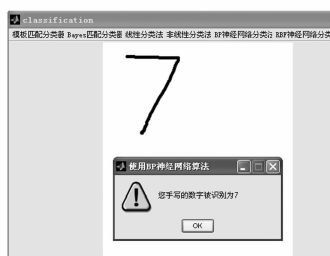 classification
模板匹配分类器 Bayes匹配分类器 线性分类法 非线性分类法 BP神经网络分类法 RBF神经网络分类
7
使用BP神经网络算法
您手写的数字被识别为7
OK